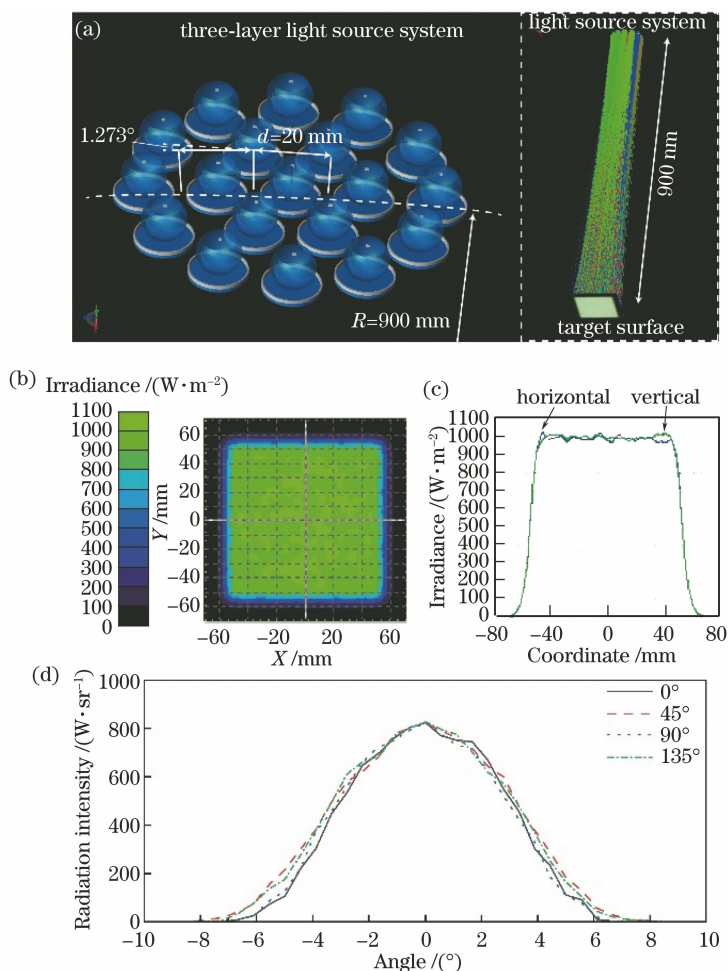 (a)
three-layer light source system
1.273°
d=20 mm
R=900 mm
light source system
900 nm
target surface
(b)
Irradiance /(W·m⁻²)
1100
1000
900
800
700
600
500
400
300
200
100
0
Y /mm
60
40
20
0
−20
−40
−60
−60 −20 20 60
X /mm
(c)
horizontal vertical
Irradiance /(W·m⁻²)
1100
1000
900
800
700
600
500
400
300
200
100
0
−80 −40 0 40 80
Coordinate /mm
(d)
Radiation intensity /(W·sr⁻¹)
1000
800
600
400
200
0
0°
45°
90°
135°
−10 −8 −6 −4 −2 0 2 4 6 8 10
Angle /(°)